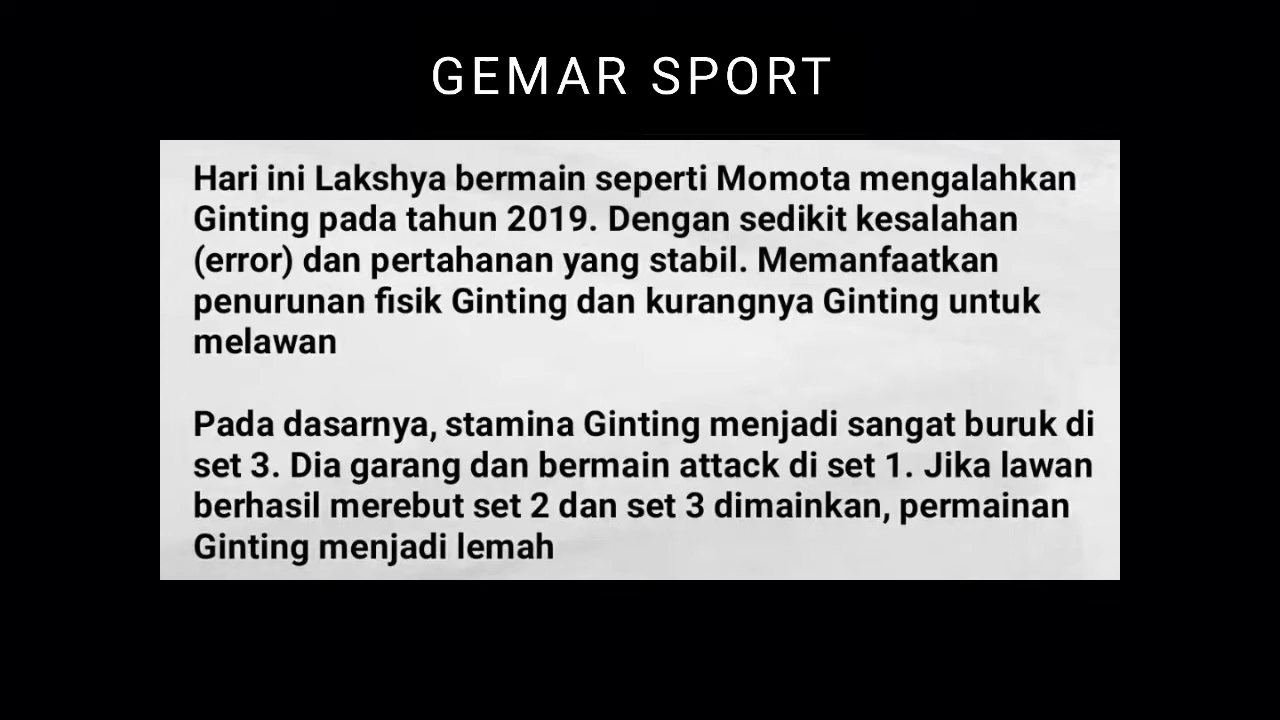 GEMAR SPORT
Hari ini Lakshya bermain seperti Momota mengalahkan
Ginting pada tahun 2019. Dengan sedikit kesalahan
(error) dan pertahanan yang stabil. Memanfaatkan
penurunan fisik Ginting dan kurangnya Ginting untuk
melawan
Pada dasarnya, stamina Ginting menjadi sangat buruk di
set 3. Dia garang dan bermain attack di set 1. Jika lawan
berhasil merebut set 2 dan set 3 dimainkan, permainan
Ginting menjadi lemah